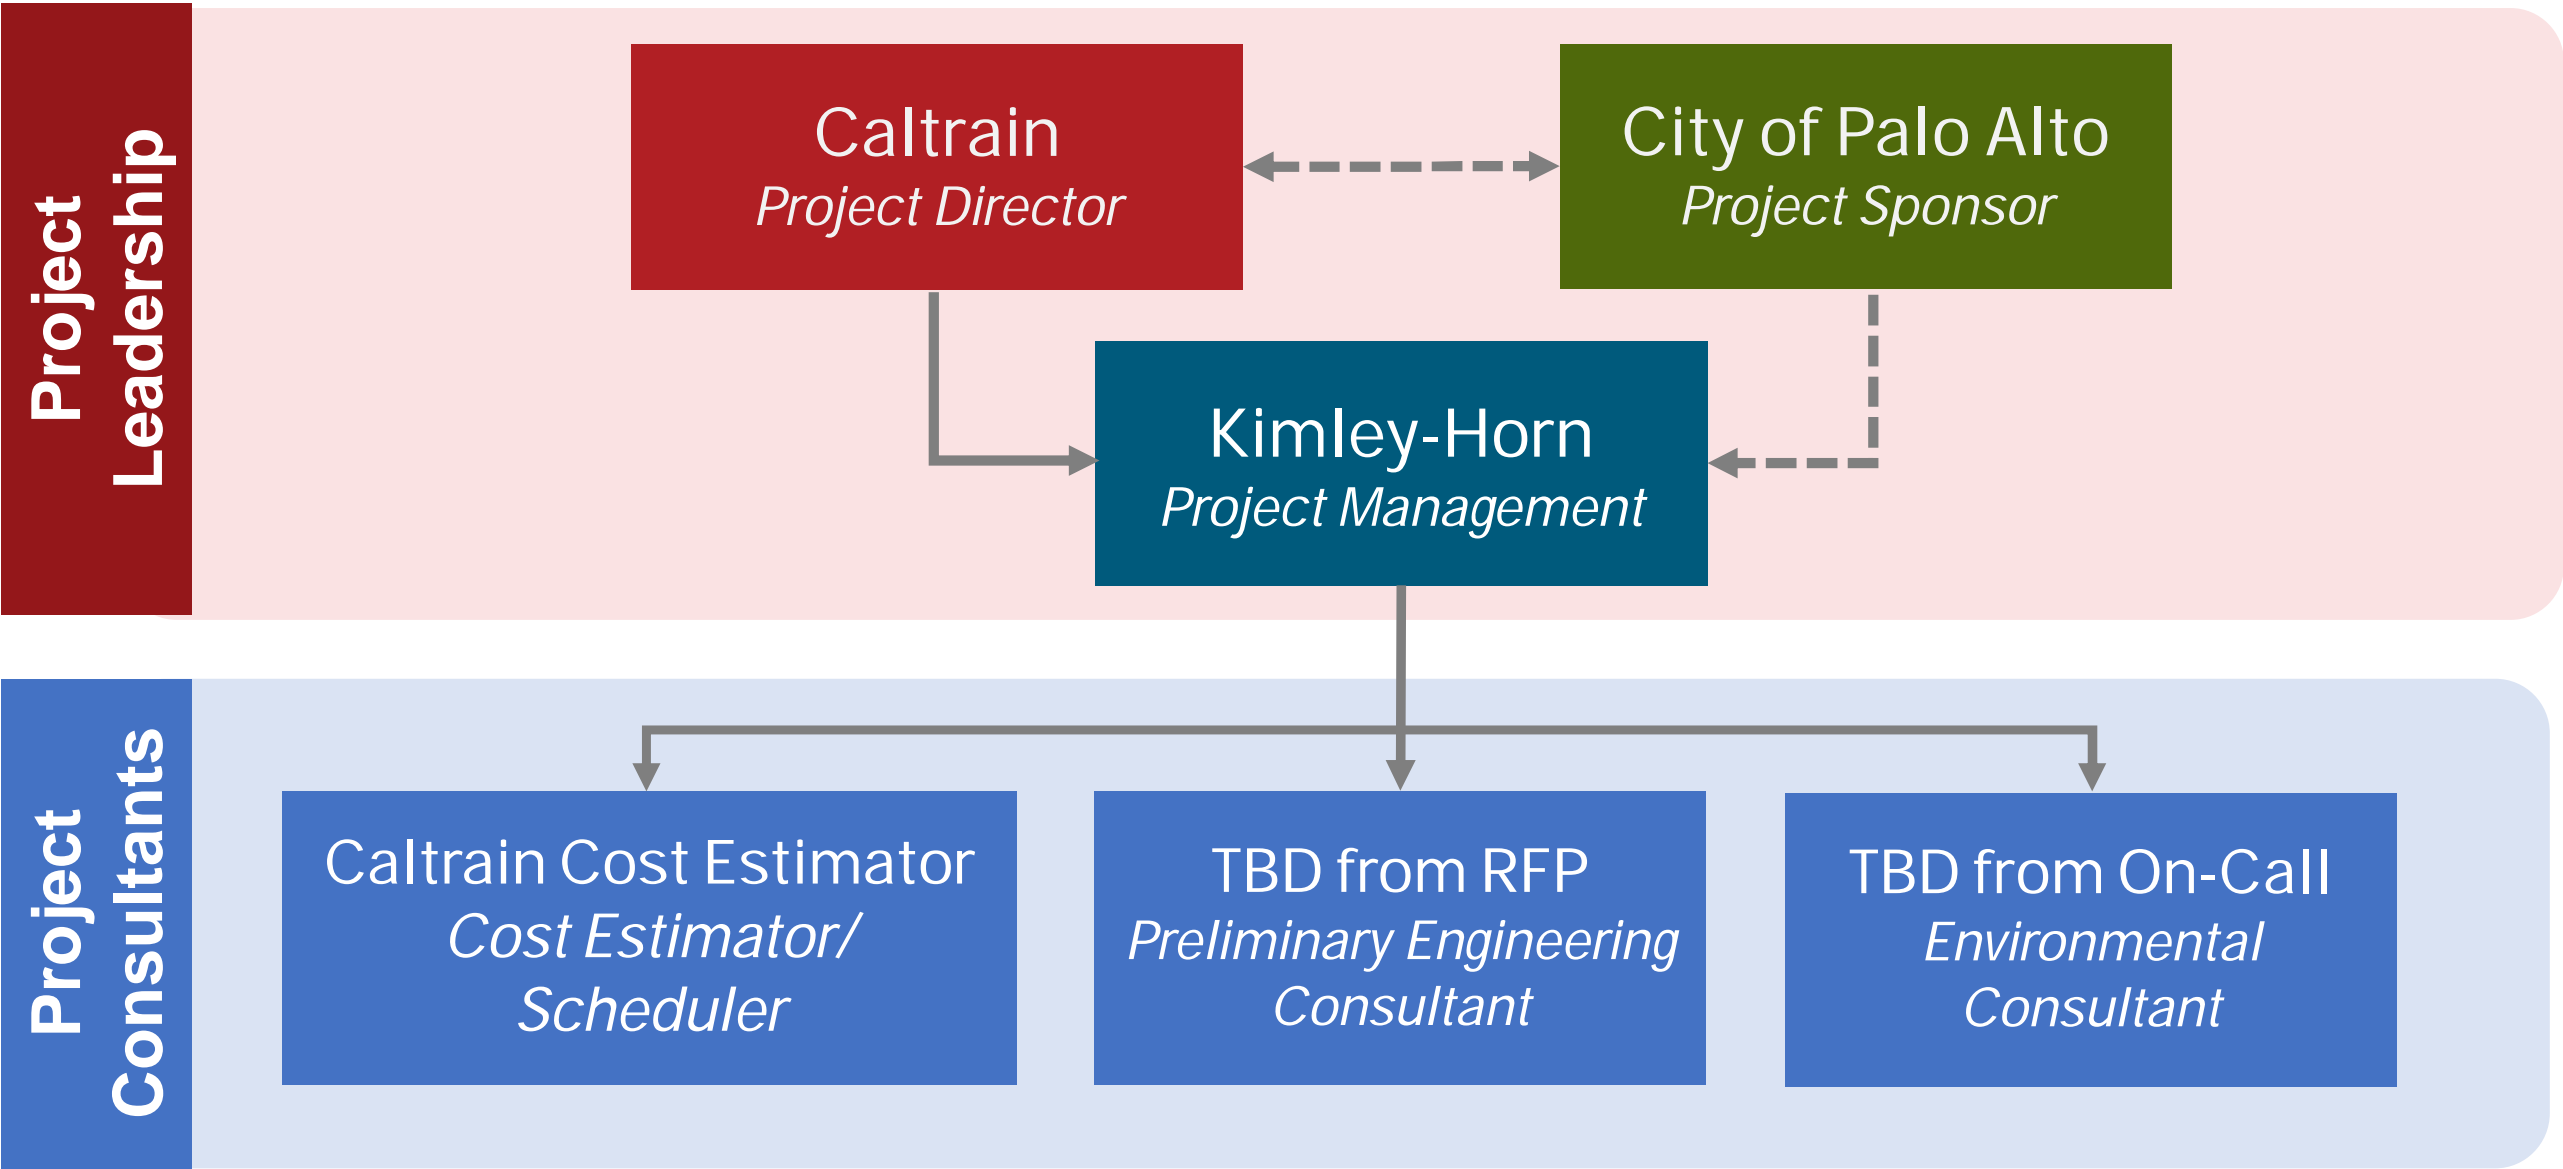 Project
Leadership
Caltrain
Project Director
City of Palo Alto
Project Sponsor
Kimley-Horn
Project Management
Project
Consultants
Caltrain Cost Estimator
Cost Estimator/
Scheduler
TBD from RFP
Preliminary Engineering
Consultant
TBD from On-Call
Environmental
Consultant